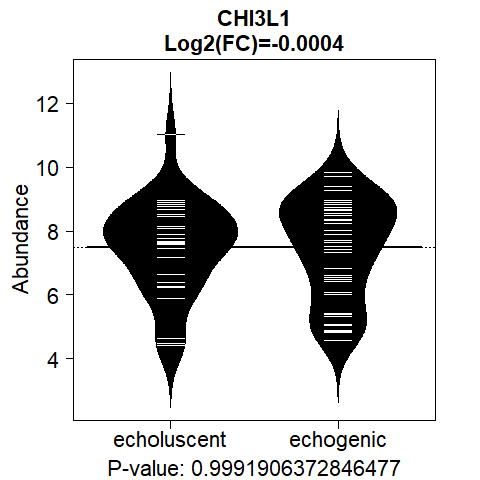 CHI3L1
Log2(FC)=-0.0004
12
10
8
6
4
Abundance
echoluscent
echogenic
P-value: 0.9991906372846477